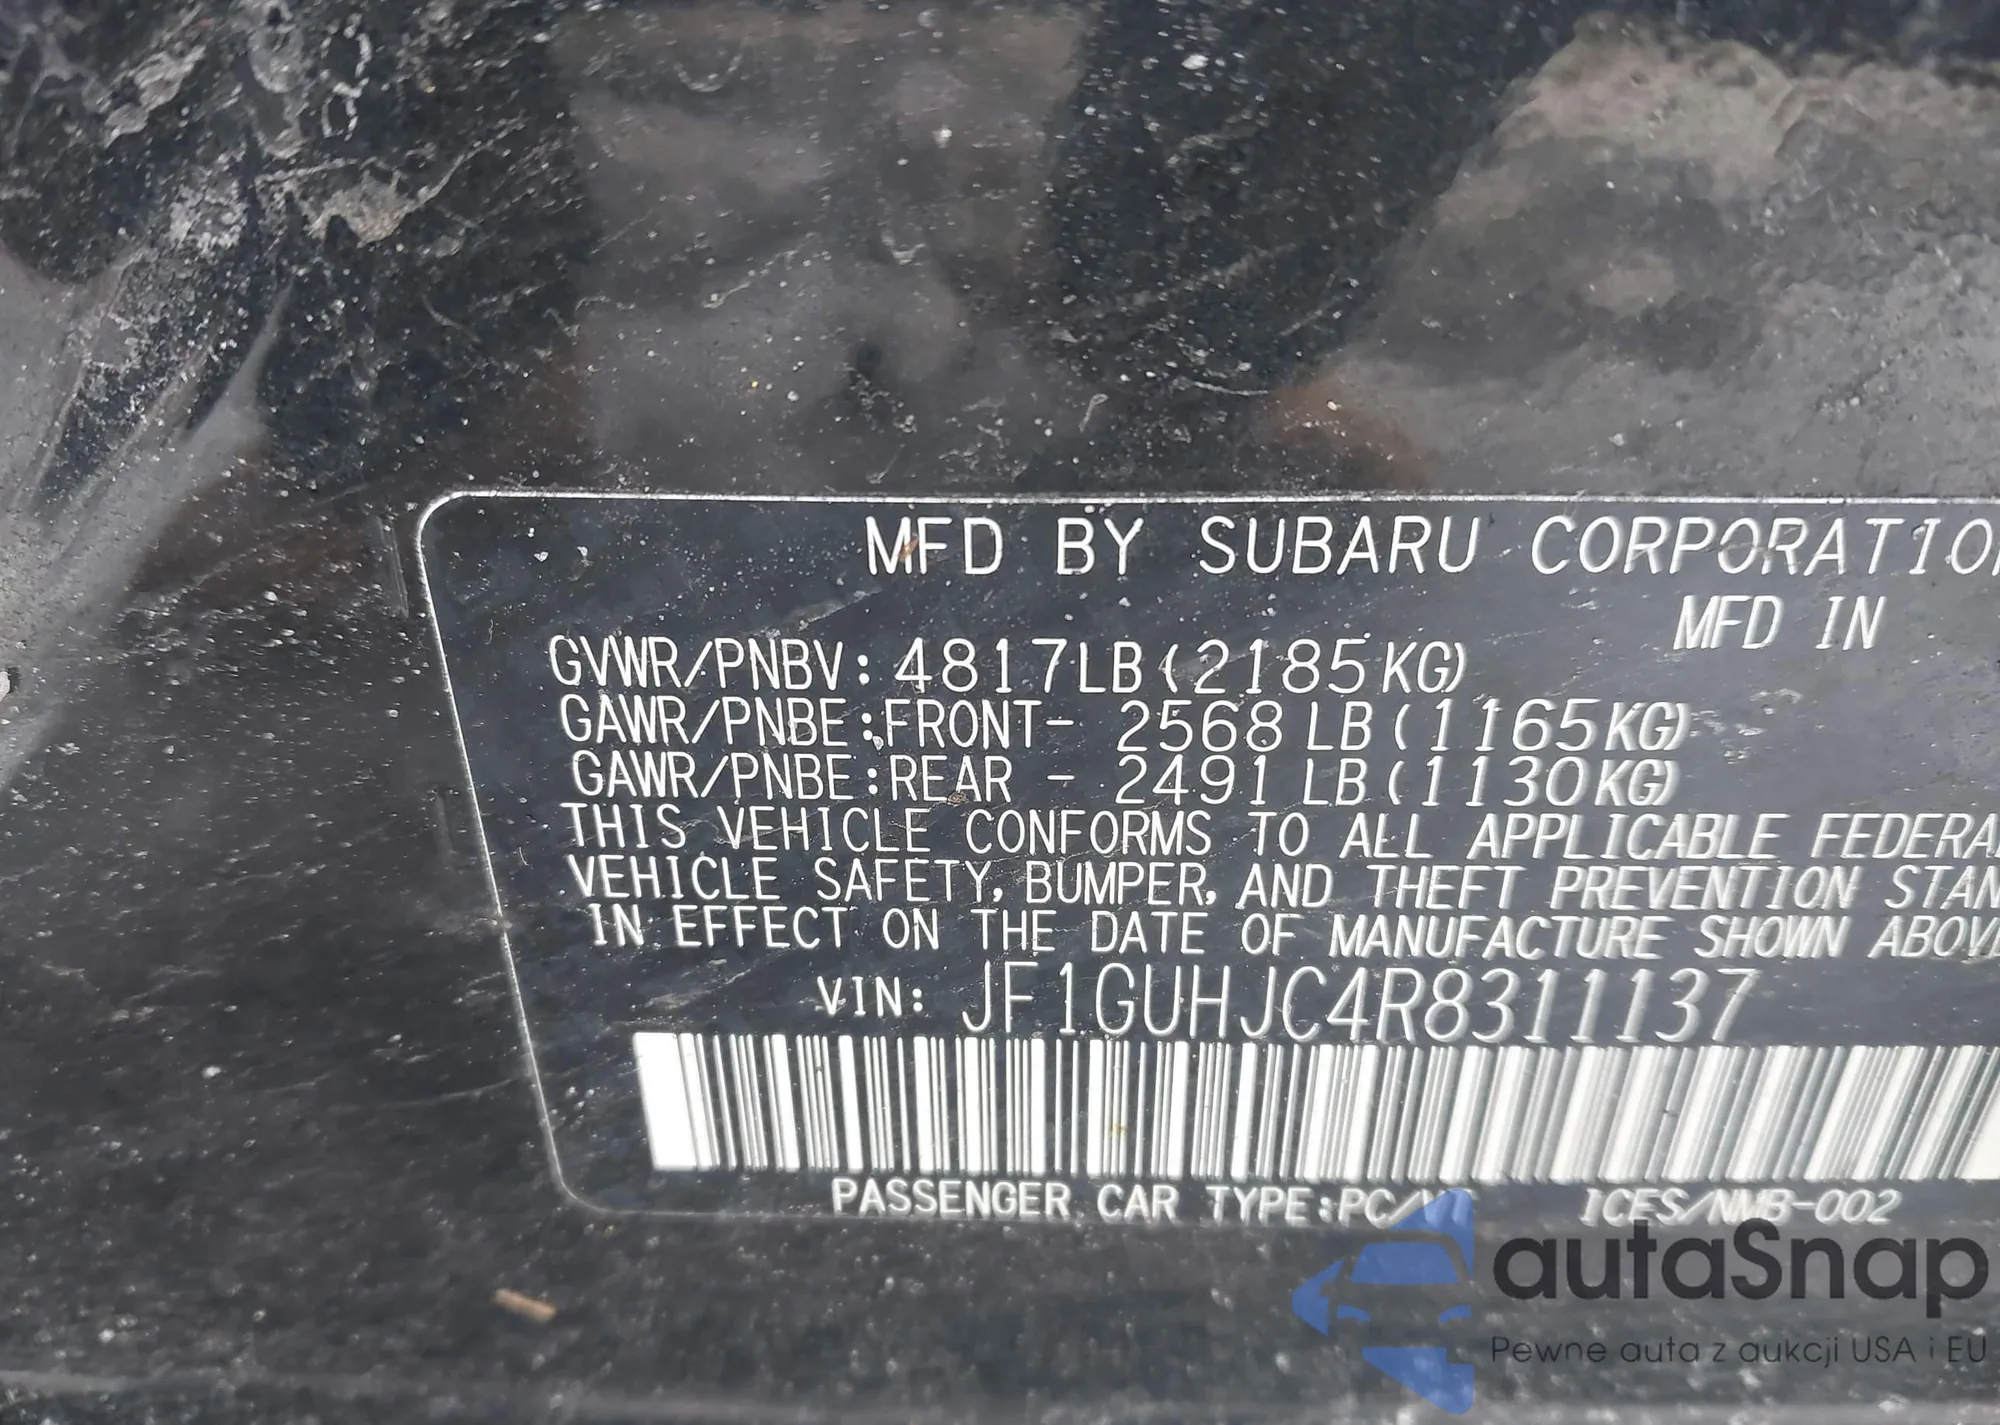 MFD BY SUBARU CORPORATION
MFD IN
GVWR/PNBV: 4817LB (2185KG)
GAWR/PNBE:FRONT- 2568 LB (1165KG)
GAWR/PNBE:REAR - 2491 LB (1130KG)
THIS VEHICLE CONFORMS TO ALL APPLICABLE FEDERAL
VEHICLE SAFETY, BUMPER, AND THEFT PREVENTION STAN
IN EFFECT ON THE DATE OF MANUFACTURE SHOWN ABOV
VIN: JF1GUHJC4R8311137
PASSENGER CAR TYPE:PC/ ICES/NMB-002
autaSnap
Pewne auta z aukcji USA i EU